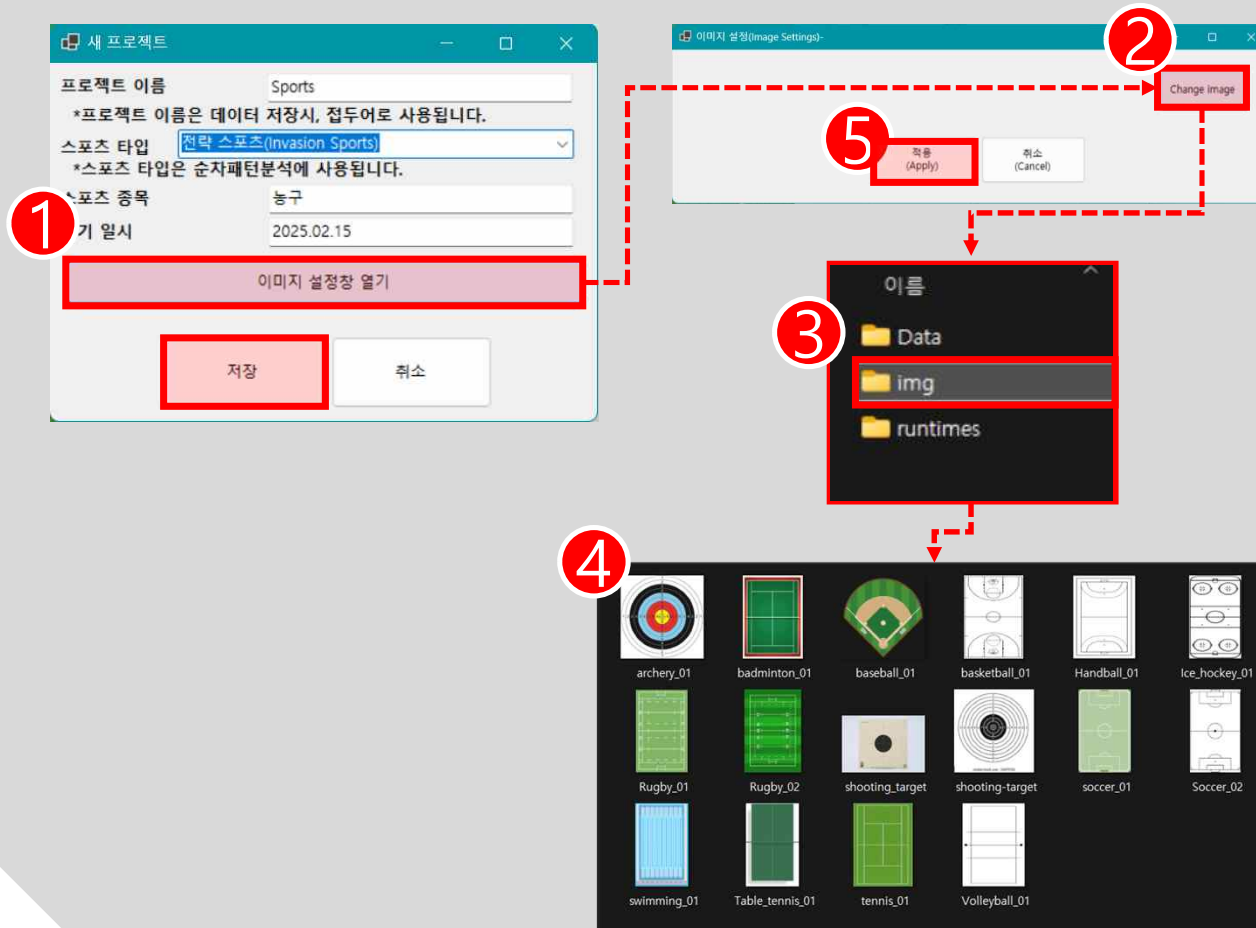 새 프로젝트
프로젝트 이름
Sports
*프로젝트 이름은 데이터 저장시, 접두어로 사용됩니다.
스포츠 타입
전략 스포츠(Invasion Sports)
*스포츠 타입은 순차패턴분석에 사용됩니다.
스포츠 종목
농구
1
기 일시
2025.02.15
이미지 설정창 열기
저장
취소
이미지 설정(Image Settings)-
2
Change image
5
적용
(Apply)
취소
(Cancel)
3
이름
Data
img
runtimes
4
archery_01
badminton_01
baseball_01
basketball_01
Handball_01
Ice_hockey_01
Rugby_01
Rugby_02
shooting_target
shooting-target
soccer_01
Soccer_02
swimming_01
Table_tennis_01
tennis_01
Volleyball_01